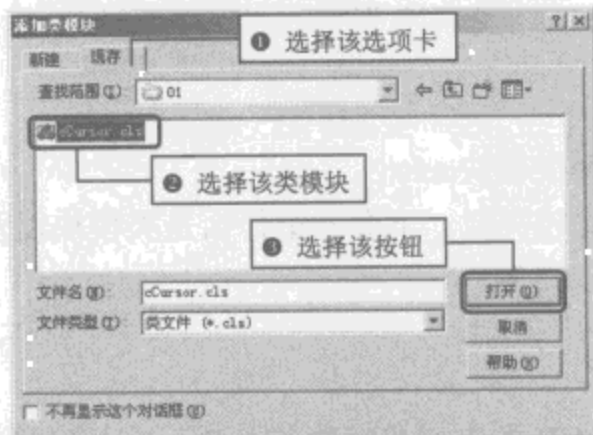 添加类模块
新建 现存
❶ 选择该选项卡
查找范围(I): 01
cCursor.cls
❷ 选择该类模块
❸ 选择该按钮
文件名(N): cCursor.cls 打开(O)
文件类型(T): 类文件 (*.cls) 取消
帮助(H)
不再显示这个对话框(D)